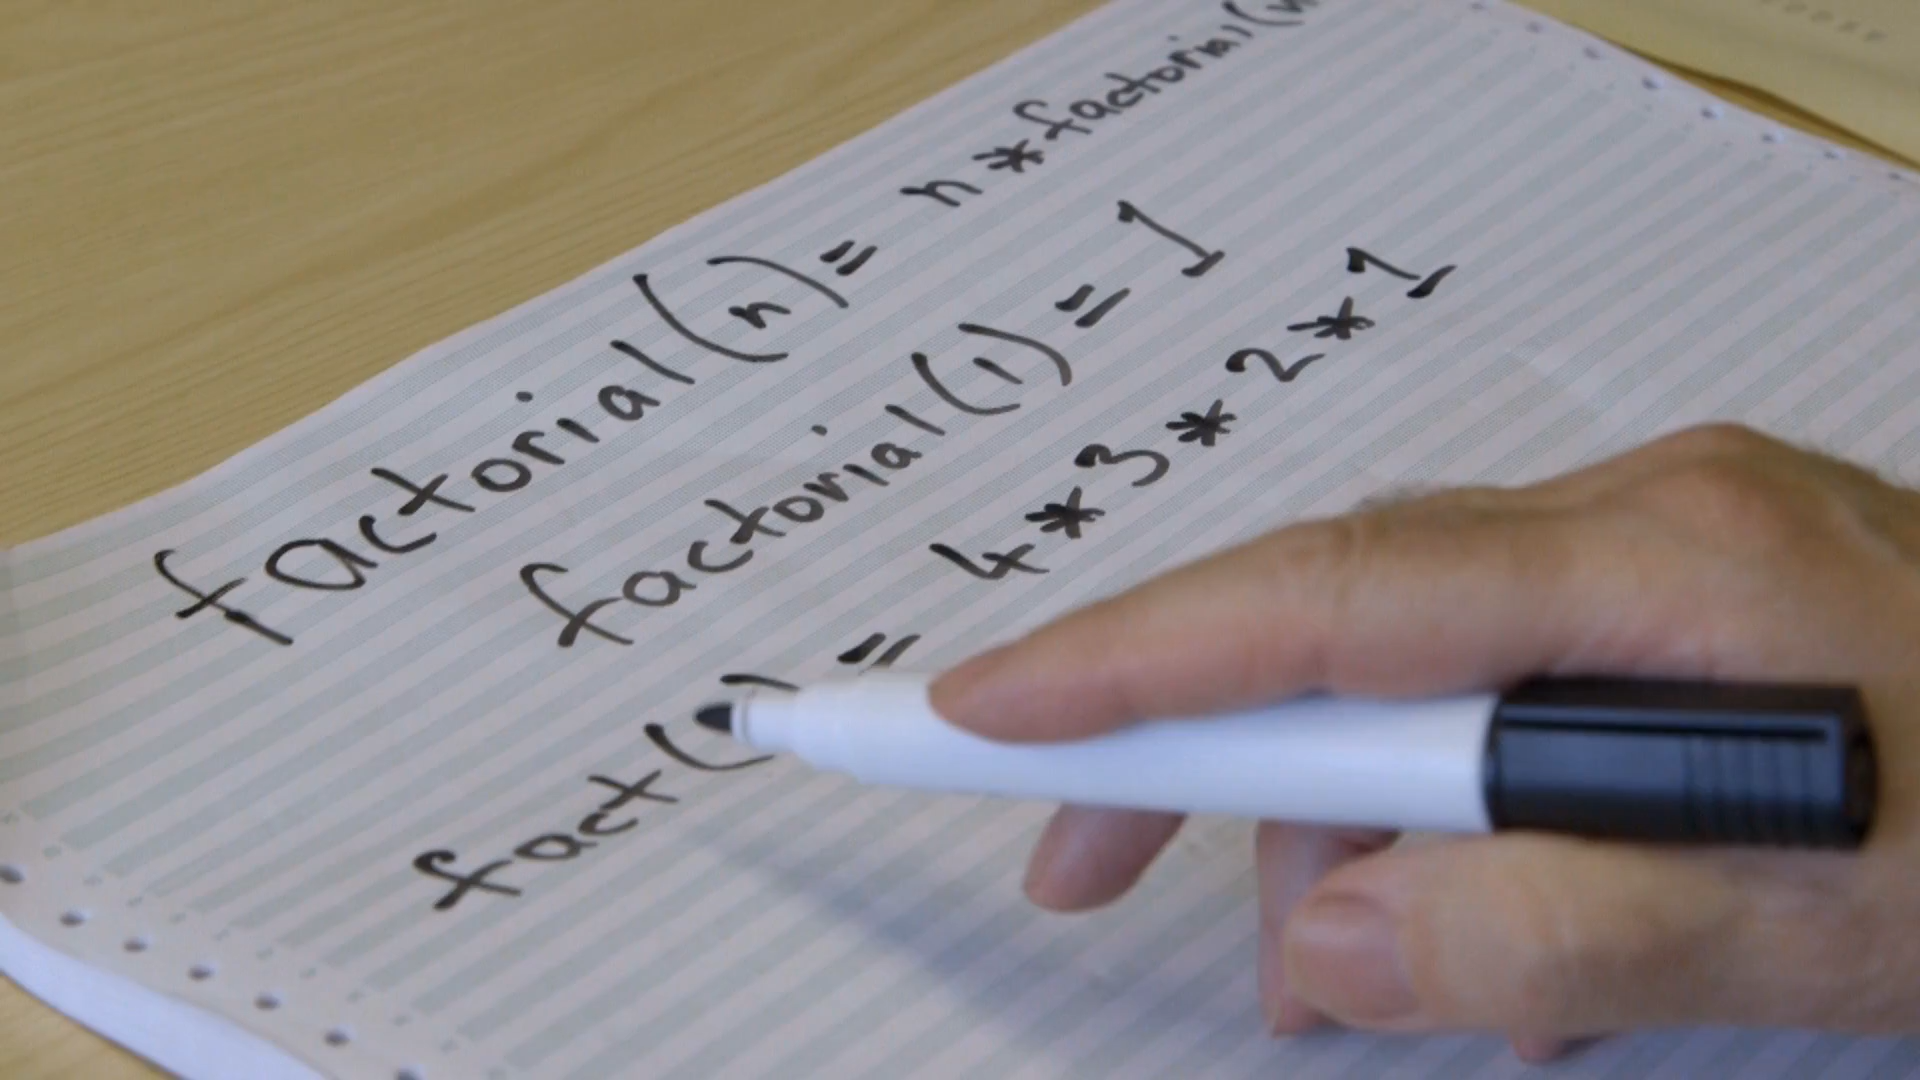 factorial(n) = n * factorial(n
factorial(1) = 1
fact( ) = 4 * 3 * 2 * 1